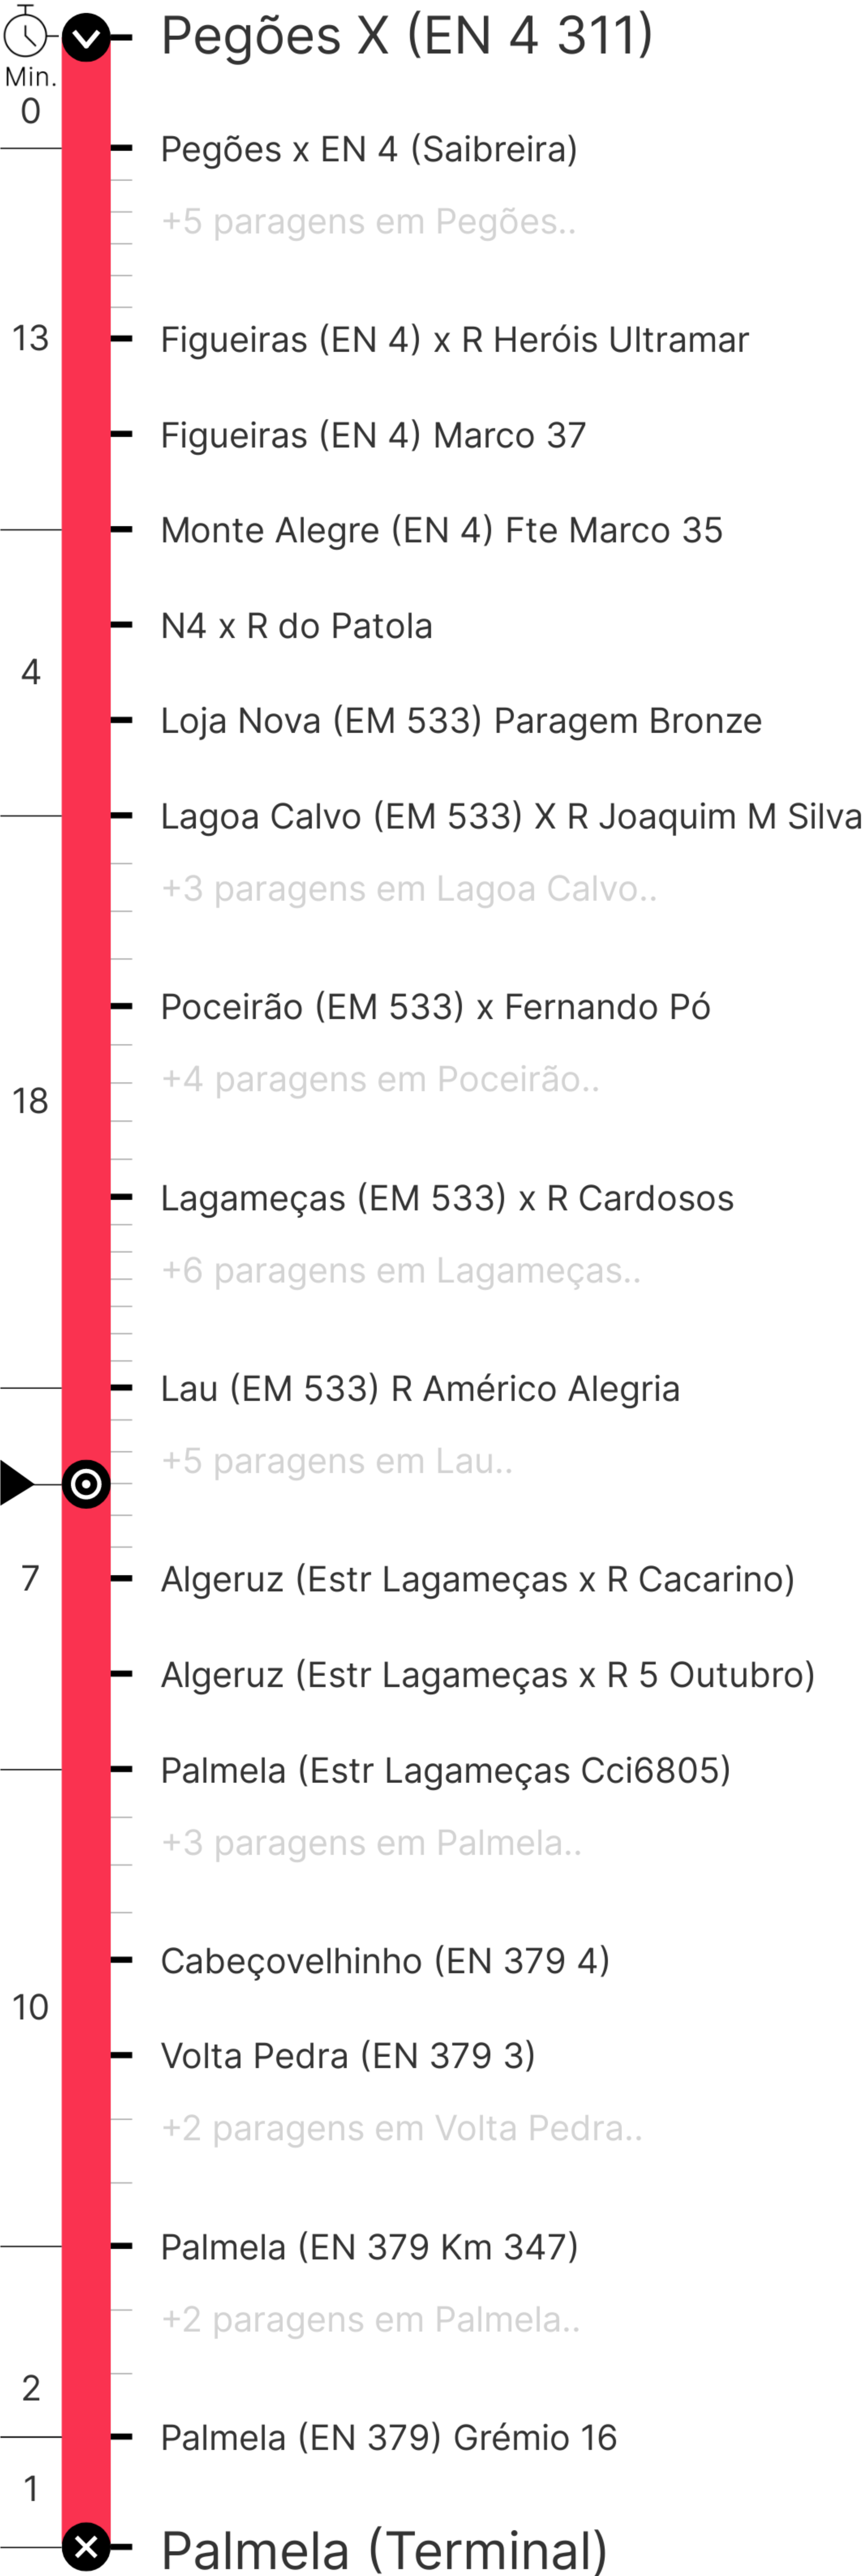 Pegões X (EN 4 311)
Min.
0
Pegões x EN 4 (Saibreira)
+5 paragens em Pegões..
13
Figueiras (EN 4) x R Heróis Ultramar
Figueiras (EN 4) Marco 37
Monte Alegre (EN 4) Fte Marco 35
N4 x R do Patola
4
Loja Nova (EM 533) Paragem Bronze
Lagoa Calvo (EM 533) X R Joaquim M Silva
+3 paragens em Lagoa Calvo..
Poceirão (EM 533) x Fernando Pó
+4 paragens em Poceirão..
18
Lagameças (EM 533) x R Cardosos
+6 paragens em Lagameças..
Lau (EM 533) R Américo Alegria
+5 paragens em Lau..
7
Algeruz (Estr Lagameças x R Cacarino)
Algeruz (Estr Lagameças x R 5 Outubro)
Palmela (Estr Lagameças Cci6805)
+3 paragens em Palmela..
Cabeçovelhinho (EN 379 4)
10
Volta Pedra (EN 379 3)
+2 paragens em Volta Pedra..
Palmela (EN 379 Km 347)
+2 paragens em Palmela..
2
Palmela (EN 379) Grémio 16
1
Palmela (Terminal)